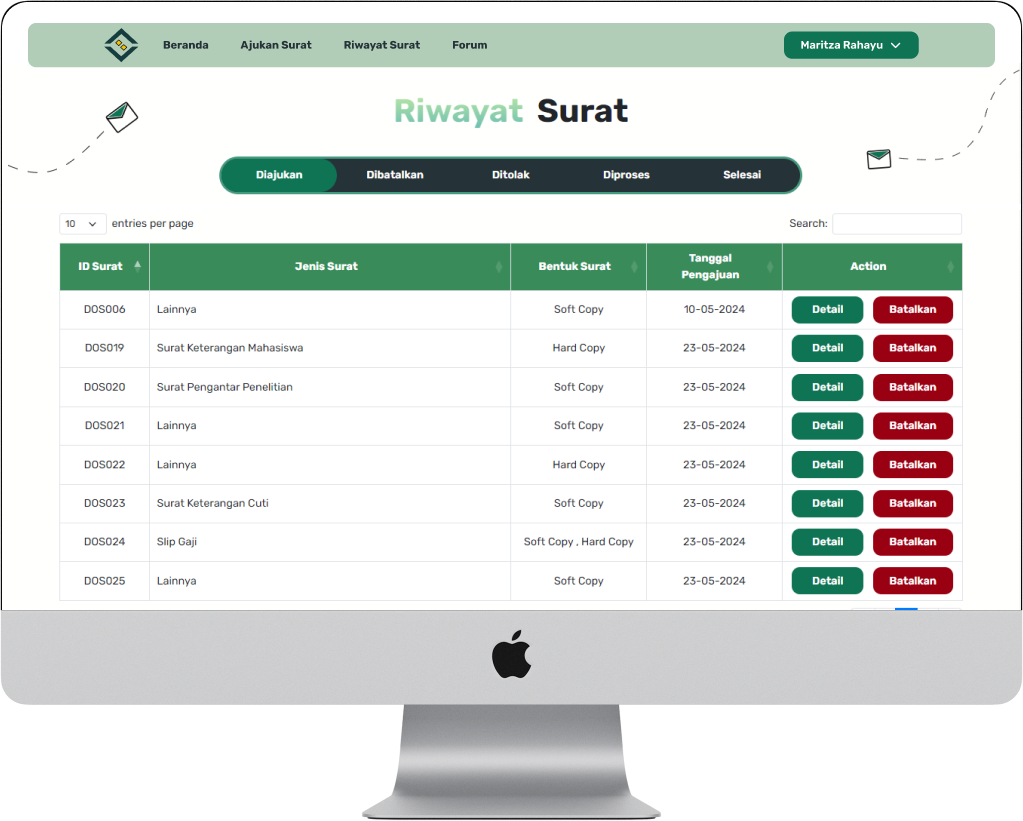 Beranda Ajukan Surat Riwayat Surat Forum Maritza Rahayu
Riwayat Surat
Diajukan Dibatalkan Ditolak Diproses Selesai
10 entries per page Search:
ID Surat Jenis Surat Bentuk Surat Tanggal Pengajuan Action
DOS006 Lainnya Soft Copy 10-05-2024 Detail Batalkan
DOS019 Surat Keterangan Mahasiswa Hard Copy 23-05-2024 Detail Batalkan
DOS020 Surat Pengantar Penelitian Soft Copy 23-05-2024 Detail Batalkan
DOS021 Lainnya Soft Copy 23-05-2024 Detail Batalkan
DOS022 Lainnya Hard Copy 23-05-2024 Detail Batalkan
DOS023 Surat Keterangan Cuti Soft Copy 23-05-2024 Detail Batalkan
DOS024 Slip Gaji Soft Copy , Hard Copy 23-05-2024 Detail Batalkan
DOS025 Lainnya Soft Copy 23-05-2024 Detail Batalkan